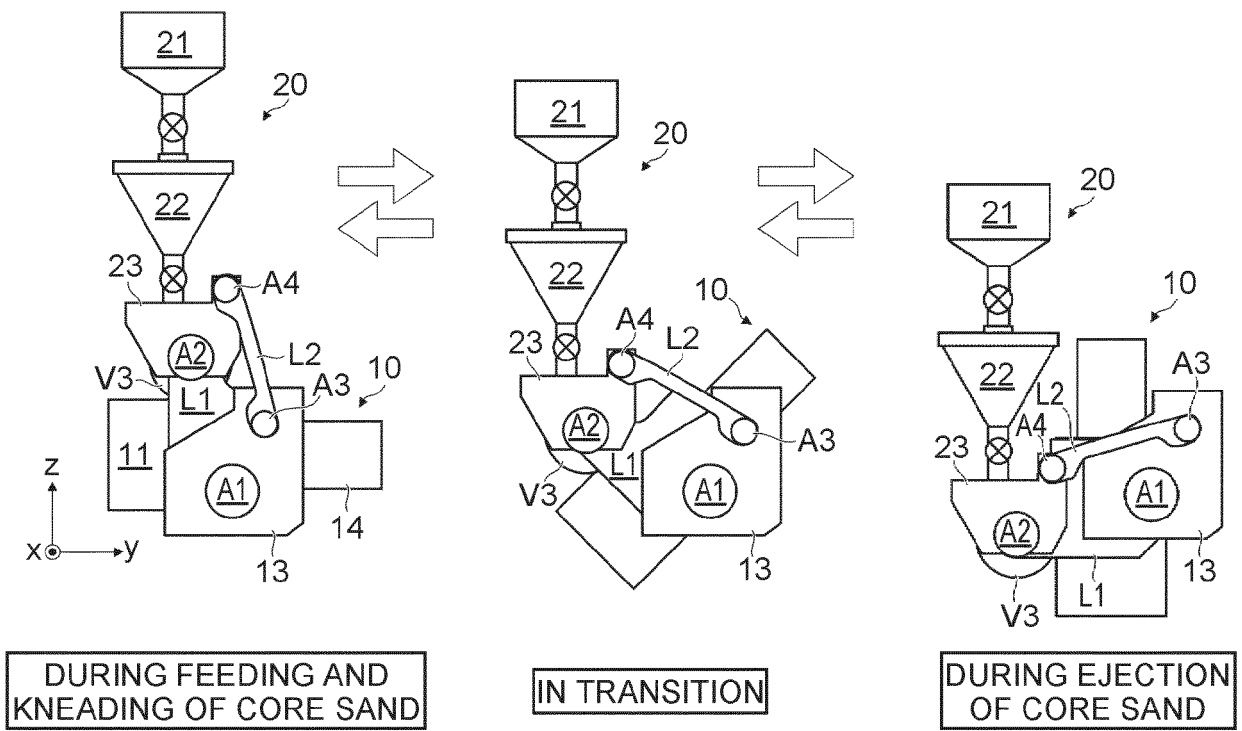 21
20
22
23
A4
A2
L2
V3
L1
A3
10
11
A1
14
13
z
x
y
DURING FEEDING AND
KNEADING OF CORE SAND
21
20
22
10
A4
L2
23
A2
A3
L1
V3
A1
13
IN TRANSITION
21
20
22
10
A3
L2
A4
23
A1
A2
13
L1
V3
DURING EJECTION
OF CORE SAND